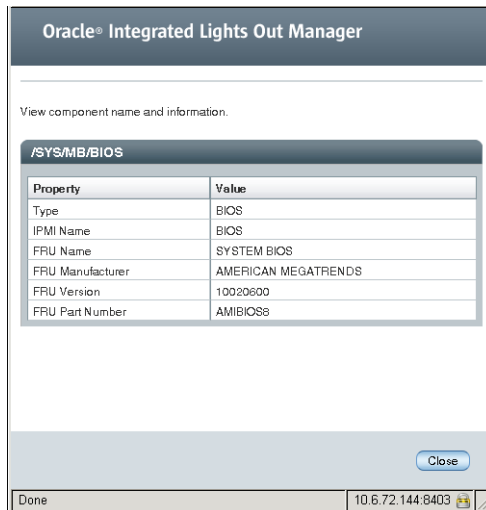 Oracle® Integrated Lights Out Manager
View component name and information.
/SYS/MB/BIOS
Property Value
Type BIOS
IPMI Name BIOS
FRU Name SYSTEM BIOS
FRU Manufacturer AMERICAN MEGATRENDS
FRU Version 10020600
FRU Part Number AMIBIOS8
Close
Done 10.6.72.144:8403